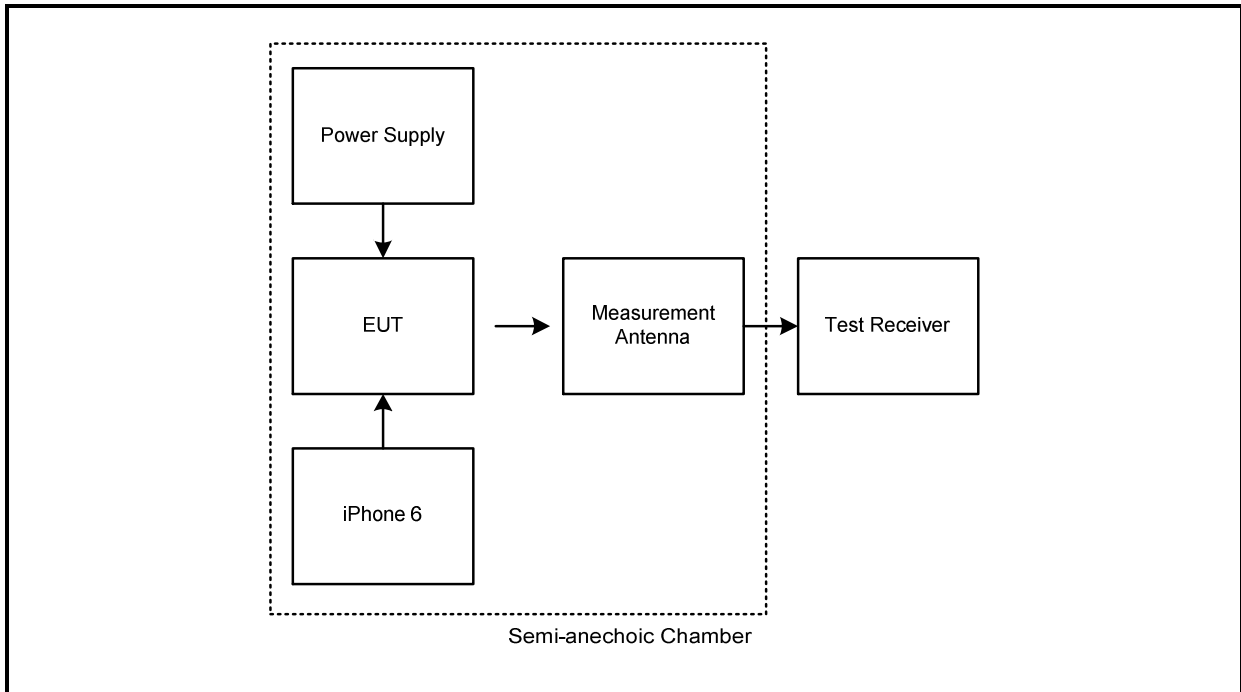 Power Supply
EUT
Measurement
Antenna
Test Receiver
iPhone 6
Semi-anechoic Chamber